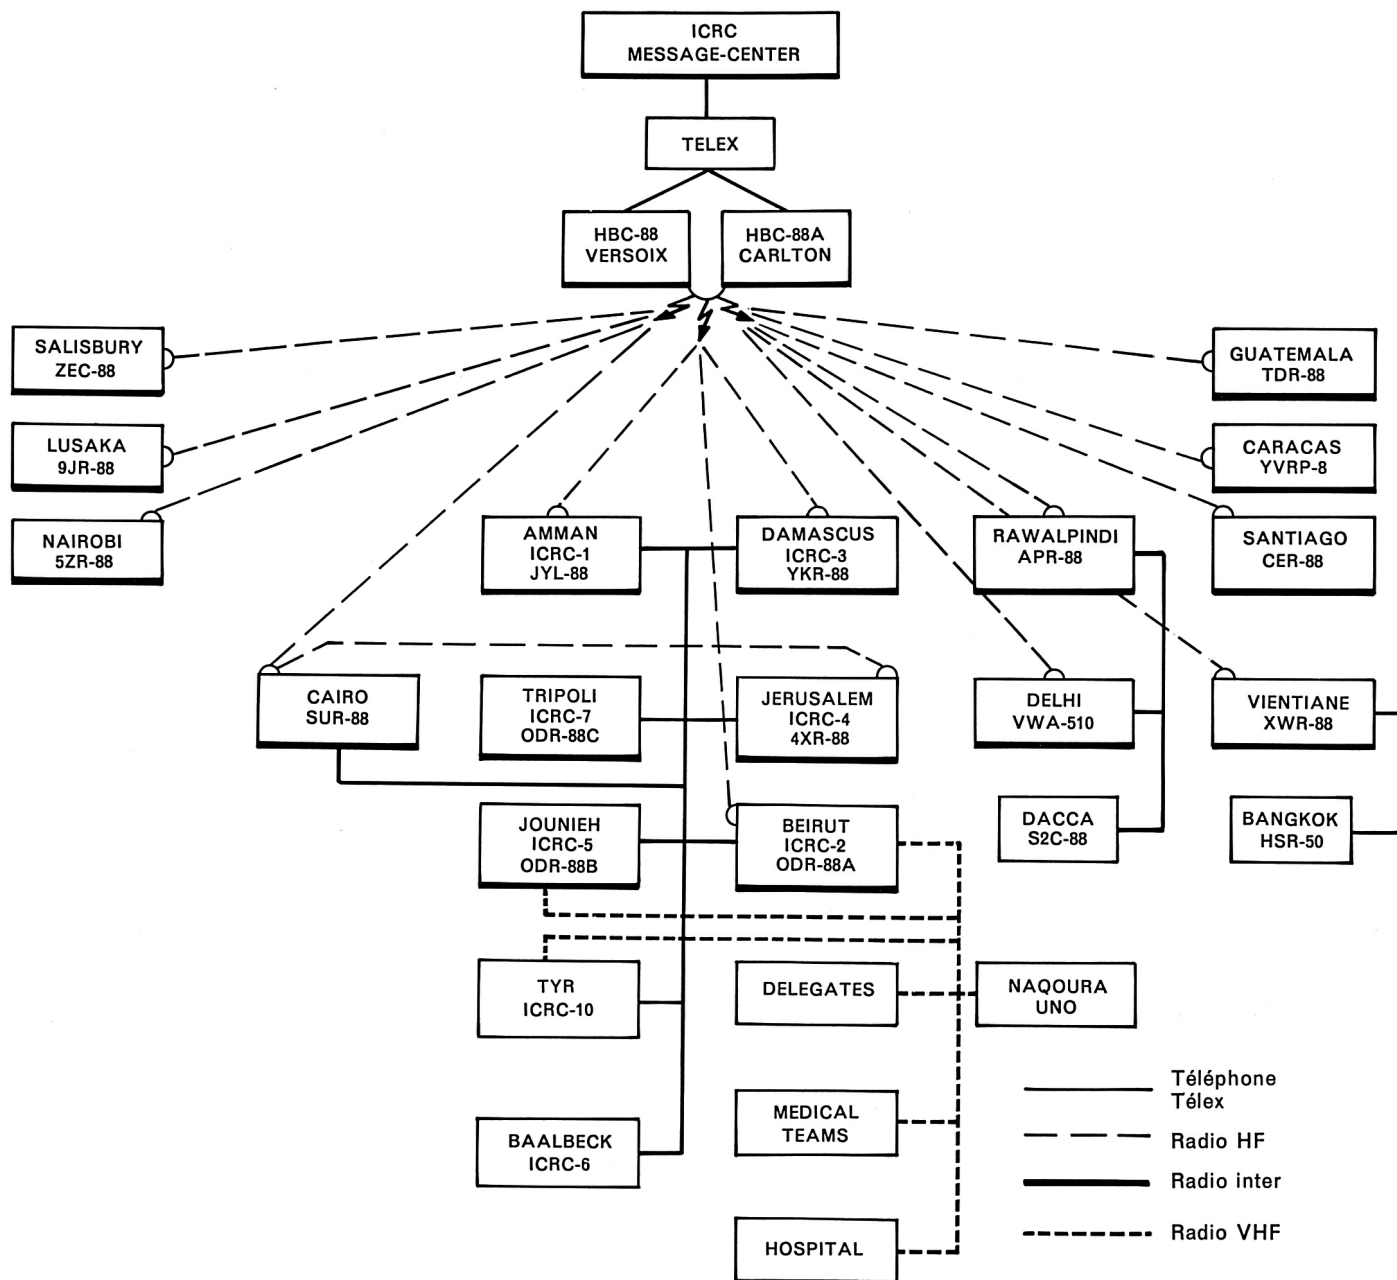 ICRC
MESSAGE-CENTER
TELEX
HBC-88
VERSOIX
HBC-88A
CARLTON
SALISBURY
ZEC-88
GUATEMALA
TDR-88
LUSAKA
9JR-88
CARACAS
YVRP-8
NAIROBI
5ZR-88
AMMAN
ICRC-1
JYL-88
DAMASCUS
ICRC-3
YKR-88
RAWALPINDI
APR-88
SANTIAGO
CER-88
CAIRO
SUR-88
TRIPOLI
ICRC-7
ODR-88C
JERUSALEM
ICRC-4
4XR-88
DELHI
VWA-510
VIENTIANE
XWR-88
JOUNIEH
ICRC-5
ODR-88B
BEIRUT
ICRC-2
ODR-88A
DACCA
S2C-88
BANGKOK
HSR-50
TYR
ICRC-10
DELEGATES
NAQOURA
UNO
BAALBECK
ICRC-6
MEDICAL
TEAMS
HOSPITAL
Téléphone
Télex
Radio HF
Radio inter
Radio VHF